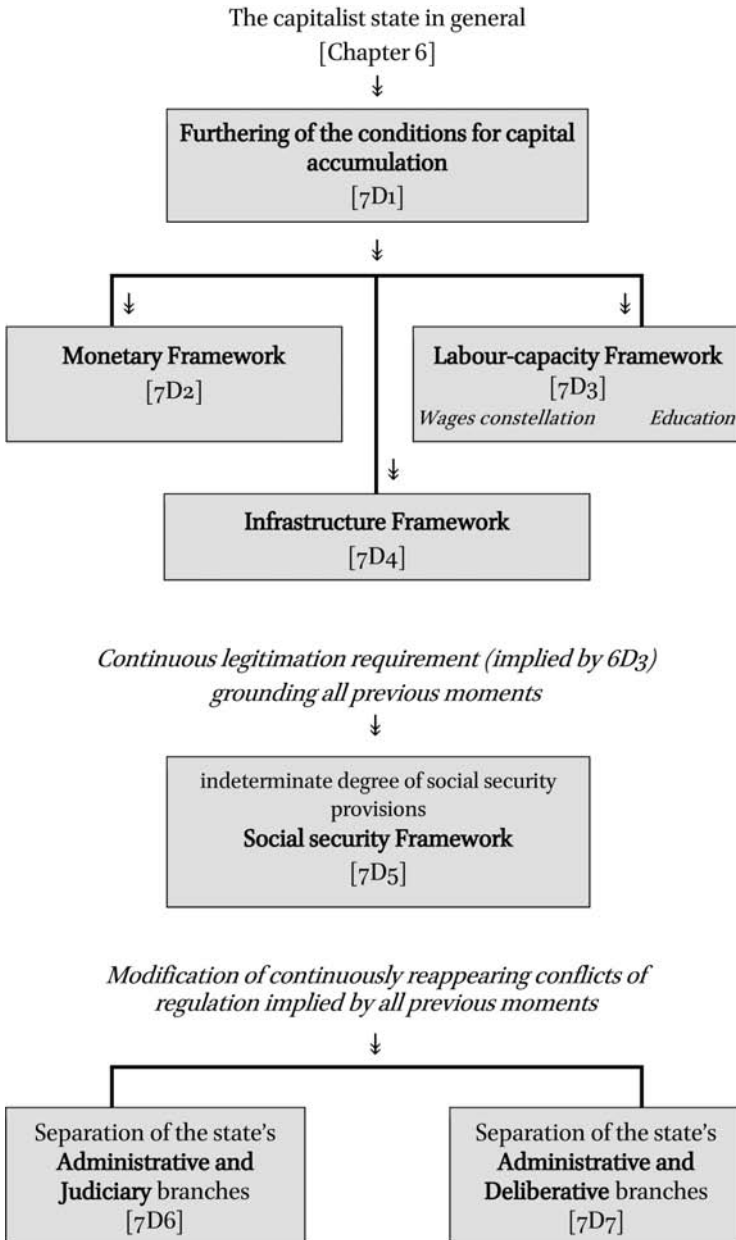 The capitalist state in general
[Chapter 6]
↡
Furthering of the conditions for capital
accumulation
[7D1]
↡
↡
↡
Monetary Framework
[7D2]
Labour-capacity Framework
[7D3]
Wages constellation Education
↡
Infrastructure Framework
[7D4]
Continuous legitimation requirement (implied by 6D3)
grounding all previous moments
↡
indeterminate degree of social security
provisions
Social security Framework
[7D5]
Modification of continuously reappearing conflicts of
regulation implied by all previous moments
↡
Separation of the state's
Administrative and
Judiciary branches
[7D6]
Separation of the state's
Administrative and
Deliberative branches
[7D7]